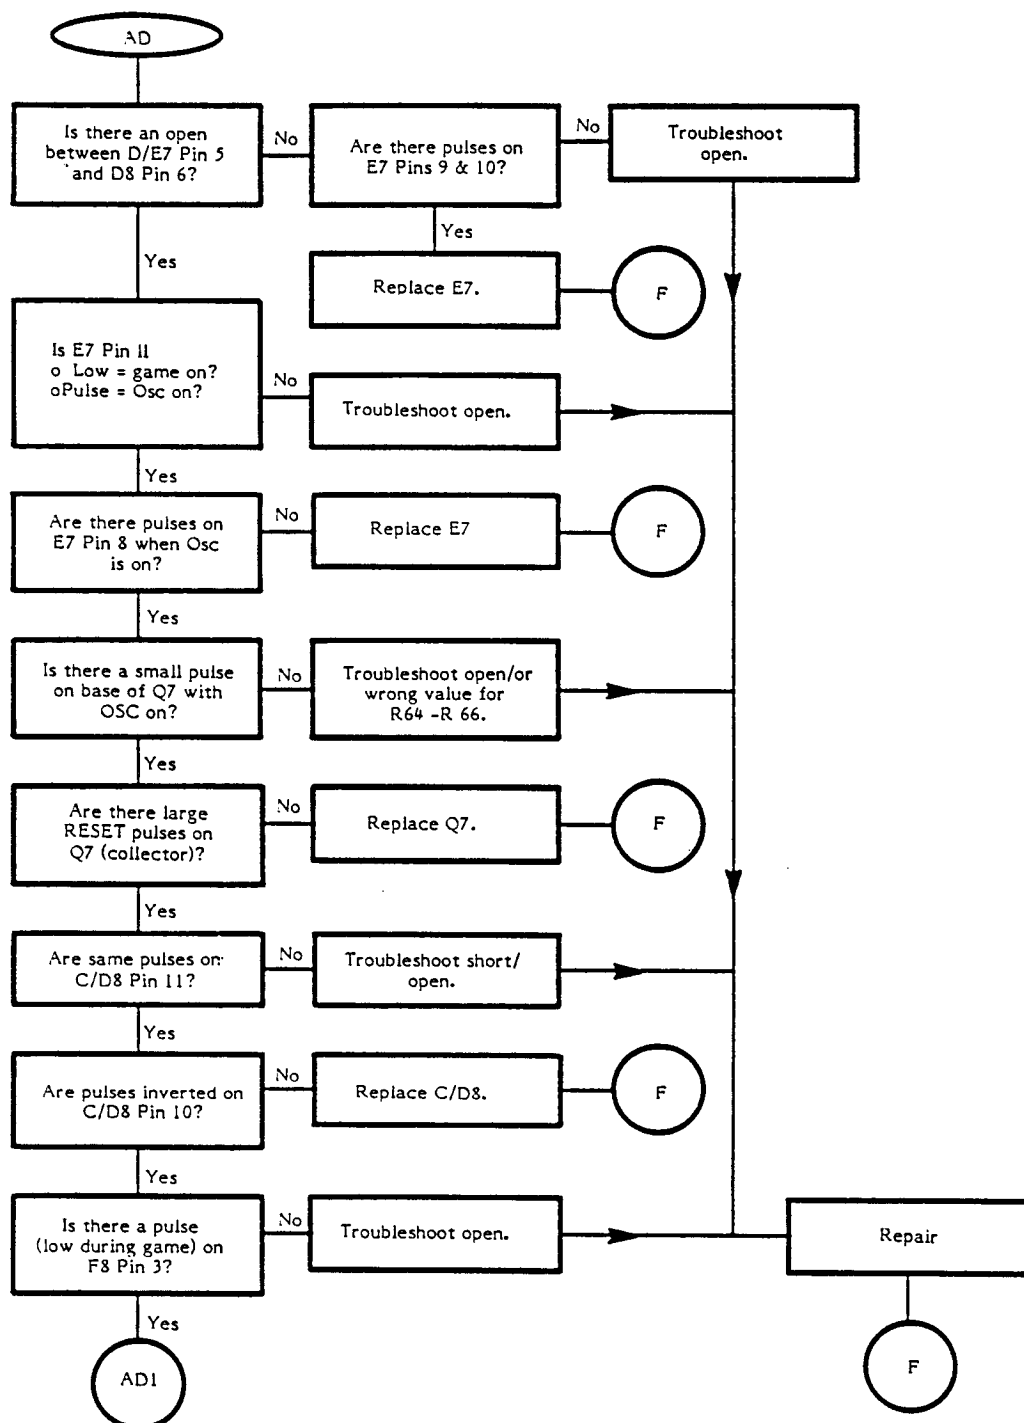 AD
Is there an open
between D/E7 Pin 5
and D8 Pin 6?
No
Are there pulses on
E7 Pins 9 & 10?
No
Troubleshoot
open.
Yes
Yes
Replace E7.
F
Is E7 Pin 11
o Low = game on?
oPulse = Osc on?
No
Troubleshoot open.
Yes
Are there pulses on
E7 Pin 8 when Osc
is on?
No
Replace E7
F
Yes
Is there a small pulse
on base of Q7 with
OSC on?
No
Troubleshoot open/or
wrong value for
R64 -R 66.
Yes
Are there large
RESET pulses on
Q7 (collector)?
No
Replace Q7.
F
Yes
Are same pulses on
C/D8 Pin 11?
No
Troubleshoot short/
open.
Yes
Are pulses inverted on
C/D8 Pin 10?
No
Replace C/D8.
F
Yes
Is there a pulse
(low during game) on
F8 Pin 3?
No
Troubleshoot open.
Repair
Yes
AD1
F